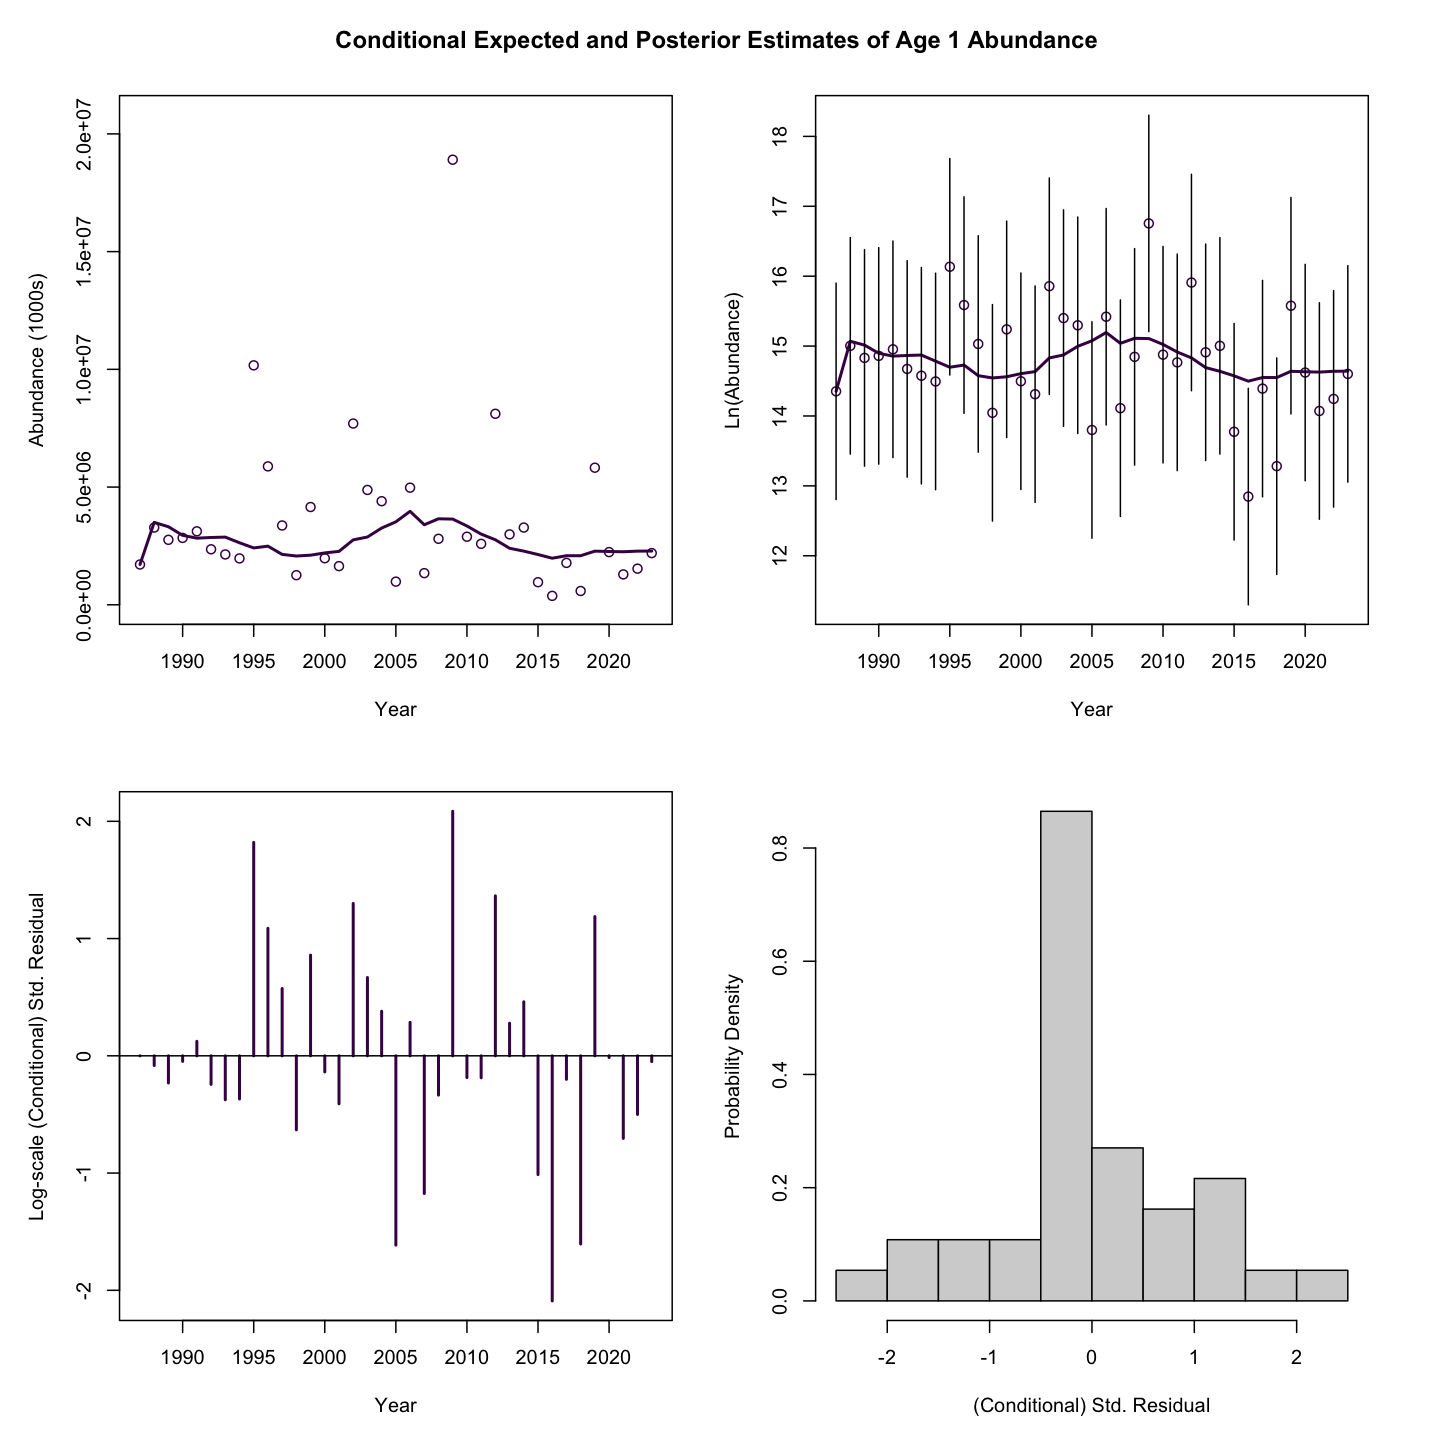 Conditional Expected and Posterior Estimates of Age 1 Abundance
Abundance (1000s)
2.0e+07
1.5e+07
1.0e+07
5.0e+06
0.0e+00
1990 1995 2000 2005 2010 2015 2020
Year
Ln(Abundance)
18
17
16
15
14
13
12
1990 1995 2000 2005 2010 2015 2020
Year
Log-scale (Conditional) Std. Residual
2
1
0
-1
-2
1990 1995 2000 2005 2010 2015 2020
Year
Probability Density
0.8
0.6
0.4
0.2
0.0
-2 -1 0 1 2
(Conditional) Std. Residual